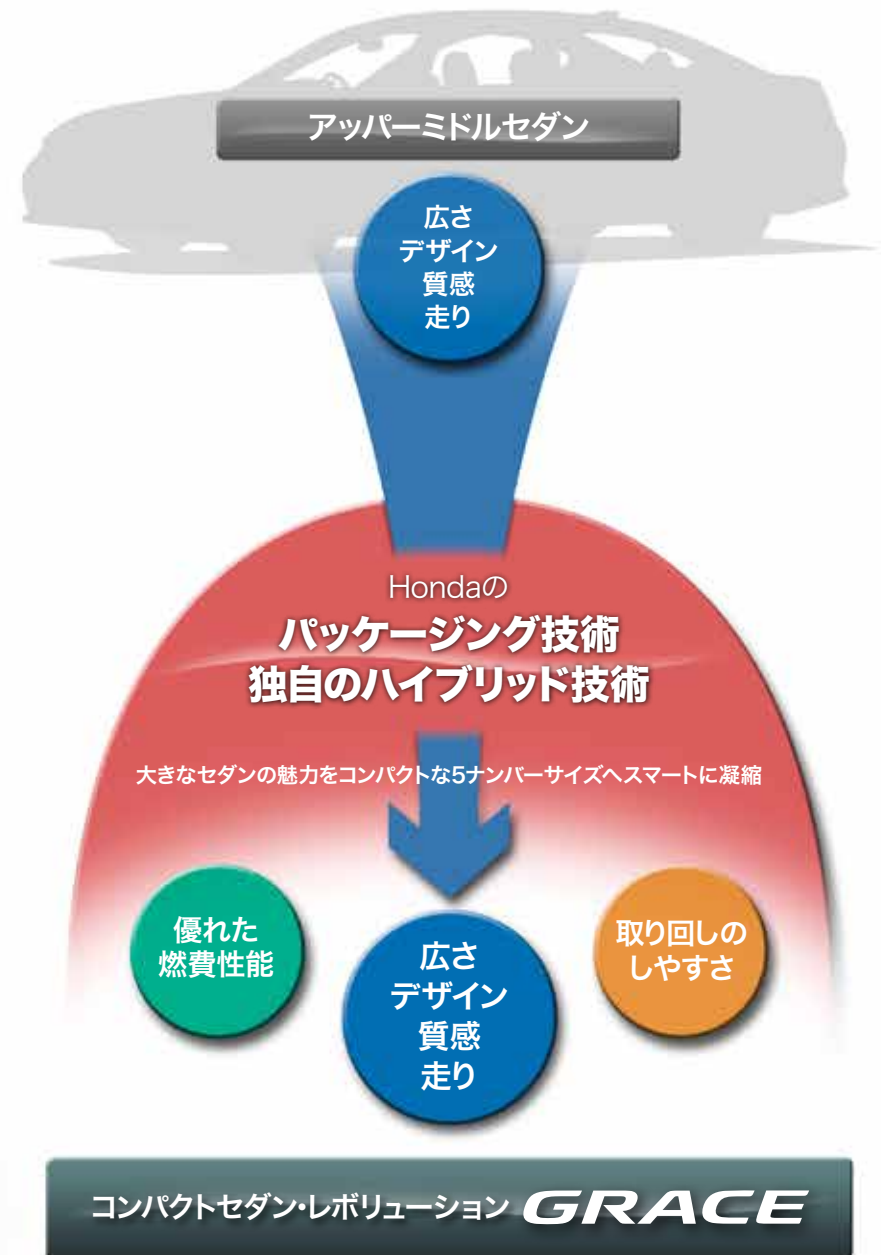 アッパーミドルセダン
広さ
デザイン
質感
走り
Hondaの
パッケージング技術
独自のハイブリッド技術
大きなセダンの魅力をコンパクトな5ナンバーサイズへスマートに凝縮
優れた
燃費性能
広さ
デザイン
質感
走り
取り回しの
しやすさ
コンパクトセダン・レボリューション GRACE